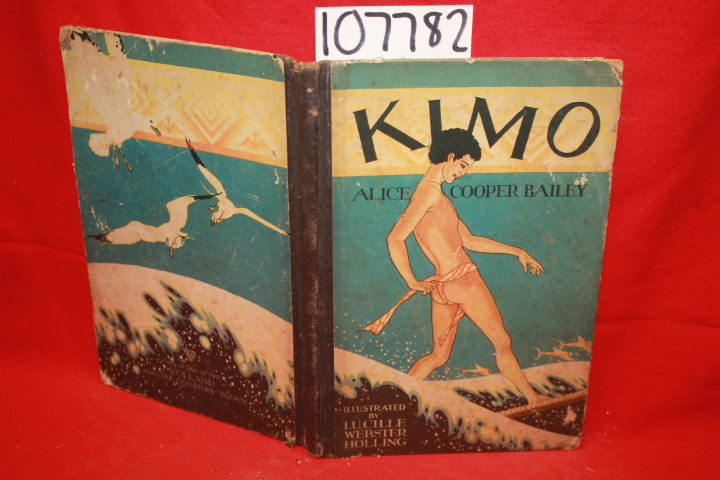 107782
KIMO
ALICE COOPER BAILEY
ILLUSTRATED
BY
LUCILLE
WEBSTER
HOLLING